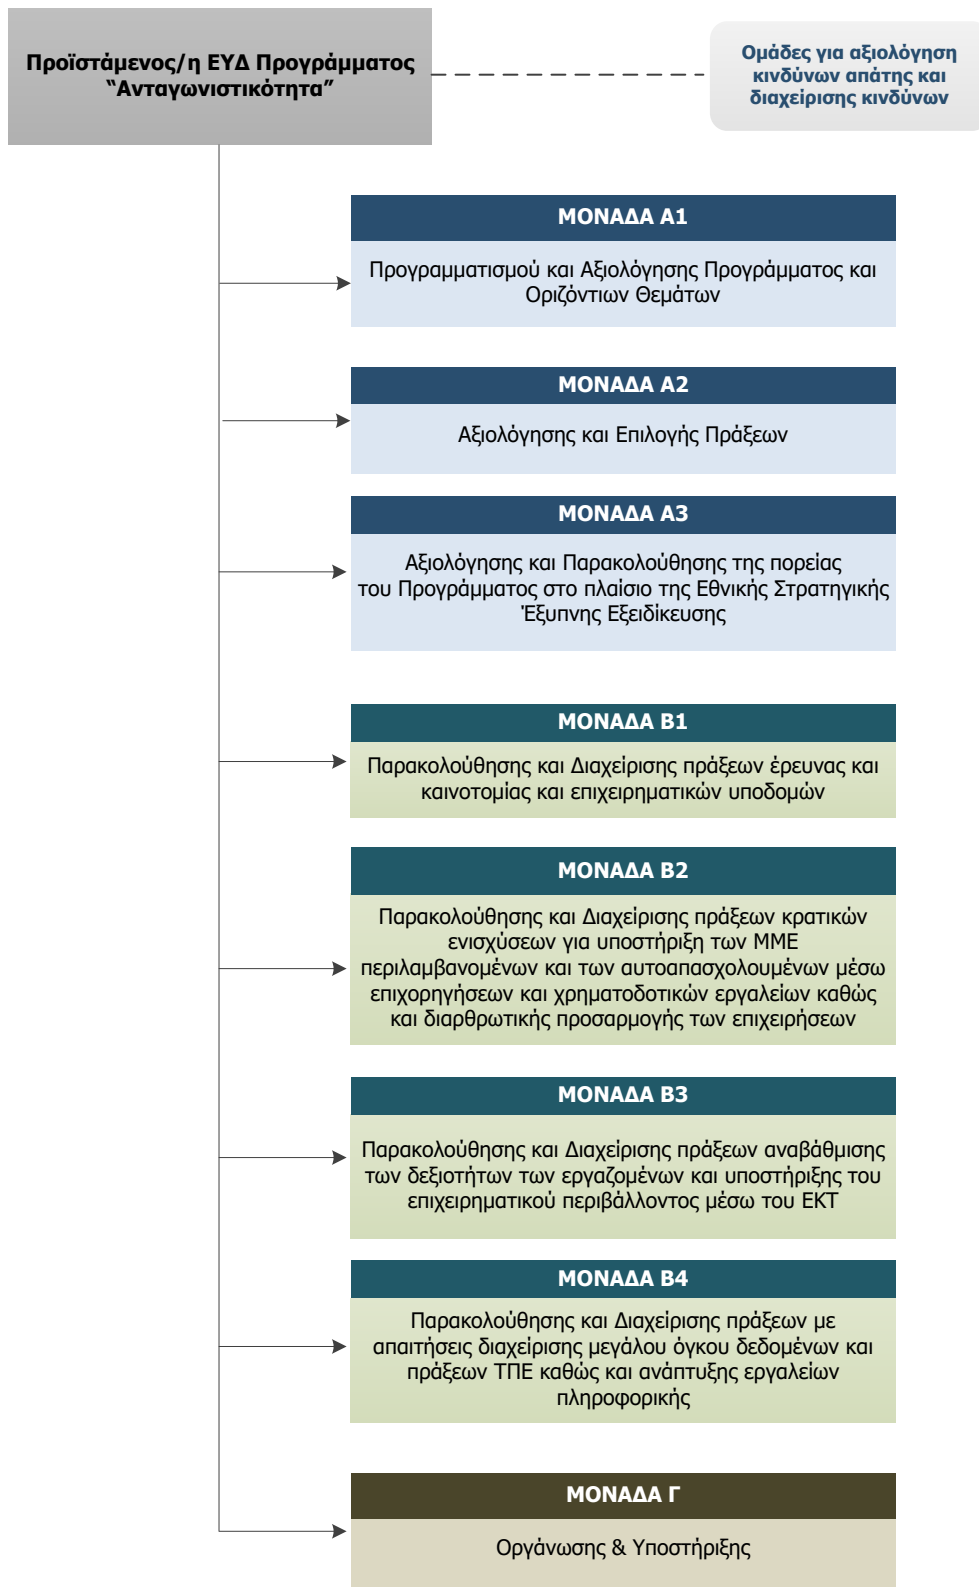 Προϊστάμενος/η ΕΥΔ Προγράμματος
“Ανταγωνιστικότητα”
Ομάδες για αξιολόγηση
κινδύνων απάτης και
διαχείρισης κινδύνων
ΜΟΝΑΔΑ Α1
Προγραμματισμού και Αξιολόγησης Προγράμματος και
Οριζόντιων Θεμάτων
ΜΟΝΑΔΑ Α2
Αξιολόγησης και Επιλογής Πράξεων
ΜΟΝΑΔΑ Α3
Αξιολόγησης και Παρακολούθησης της πορείας
του Προγράμματος στο πλαίσιο της Εθνικής Στρατηγικής
Έξυπνης Εξειδίκευσης
ΜΟΝΑΔΑ Β1
Παρακολούθησης και Διαχείρισης πράξεων έρευνας και
καινοτομίας και επιχειρηματικών υποδομών
ΜΟΝΑΔΑ Β2
Παρακολούθησης και Διαχείρισης πράξεων κρατικών
ενισχύσεων για υποστήριξη των ΜΜΕ
περιλαμβανομένων και των αυτοαπασχολουμένων μέσω
επιχορηγήσεων και χρηματοδοτικών εργαλείων καθώς
και διαρθρωτικής προσαρμογής των επιχειρήσεων
ΜΟΝΑΔΑ Β3
Παρακολούθησης και Διαχείρισης πράξεων αναβάθμισης
των δεξιοτήτων των εργαζομένων και υποστήριξης του
επιχειρηματικού περιβάλλοντος μέσω του ΕΚΤ
ΜΟΝΑΔΑ Β4
Παρακολούθησης και Διαχείρισης πράξεων με
απαιτήσεις διαχείρισης μεγάλου όγκου δεδομένων και
πράξεων ΤΠΕ καθώς και ανάπτυξης εργαλείων
πληροφορικής
ΜΟΝΑΔΑ Γ
Οργάνωσης & Υποστήριξης